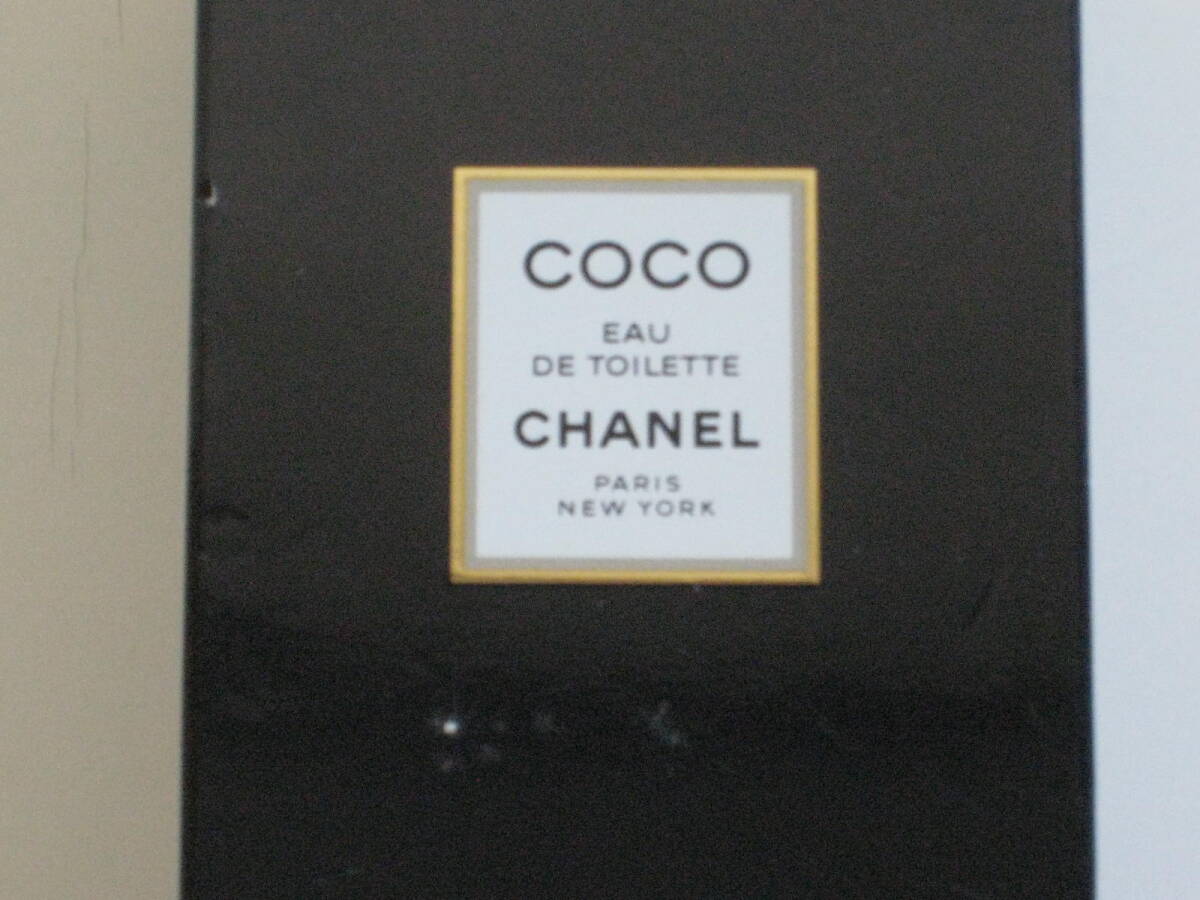 COCO
EAU
DE TOILETTE
CHANEL
PARIS
NEW YORK